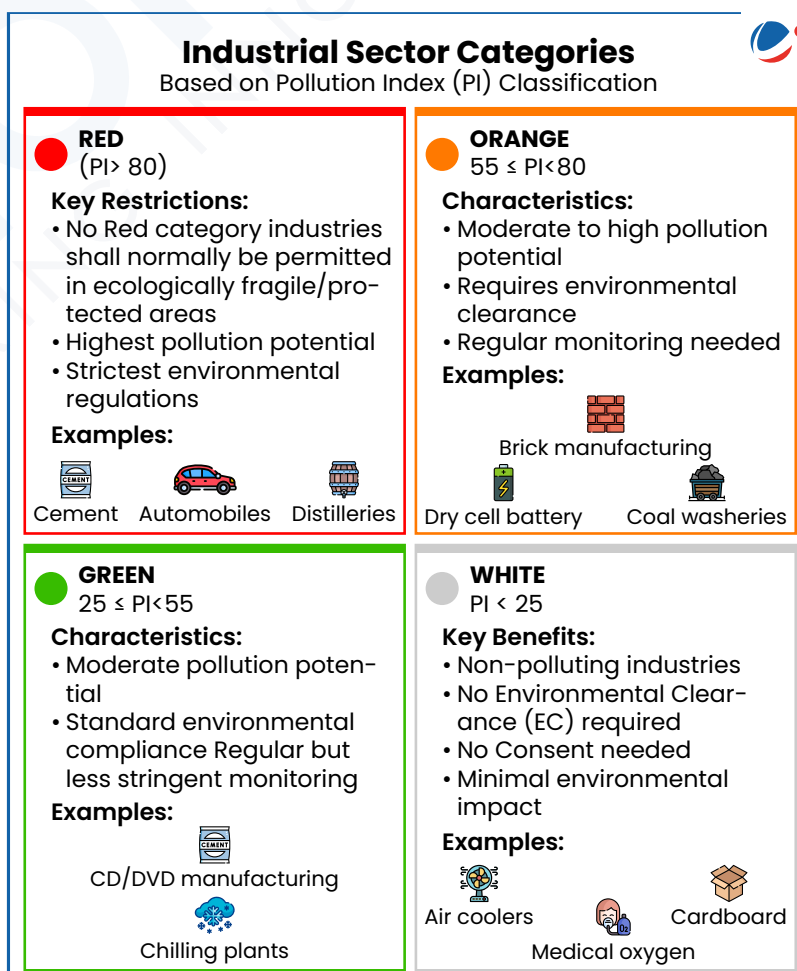 Industrial Sector Categories
Based on Pollution Index (PI) Classification
RED
(PI> 80)
Key Restrictions:
• No Red category industries
shall normally be permitted
in ecologically fragile/pro-
tected areas
• Highest pollution potential
• Strictest environmental
regulations
Examples:
CEMENT
Cement Automobiles Distilleries
ORANGE
55 ≤ PI<80
Characteristics:
• Moderate to high pollution
potential
• Requires environmental
clearance
• Regular monitoring needed
Examples:
Brick manufacturing
Dry cell battery Coal washeries
GREEN
25 ≤ PI<55
Characteristics:
• Moderate pollution poten-
tial
• Standard environmental
compliance Regular but
less stringent monitoring
Examples:
CEMENT
CD/DVD manufacturing
Chilling plants
WHITE
PI < 25
Key Benefits:
• Non-polluting industries
• No Environmental Clear-
ance (EC) required
• No Consent needed
• Minimal environmental
impact
Examples:
Air coolers Cardboard
O2
Medical oxygen